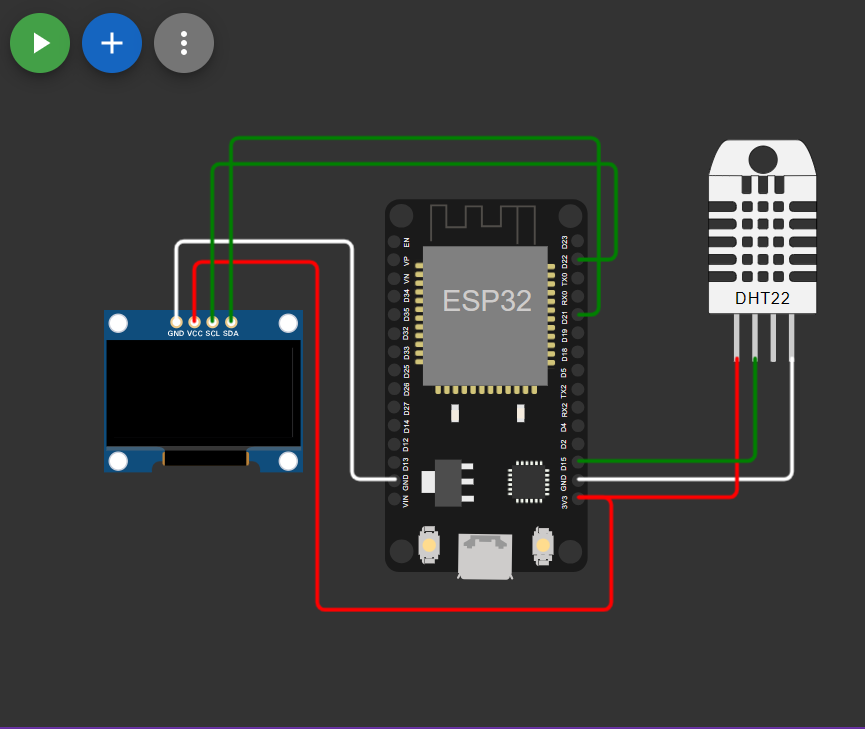 ESP32
EN
VP
VN
D34
D35
D32
D33
D25
D26
D27
D14
D12
D13
GND
VIN
D23
D22
TX0
RX0
D21
D19
D18
D5
TX2
RX2
D4
D2
D15
GND
3V3
GND VCC SCL SDA
DHT22